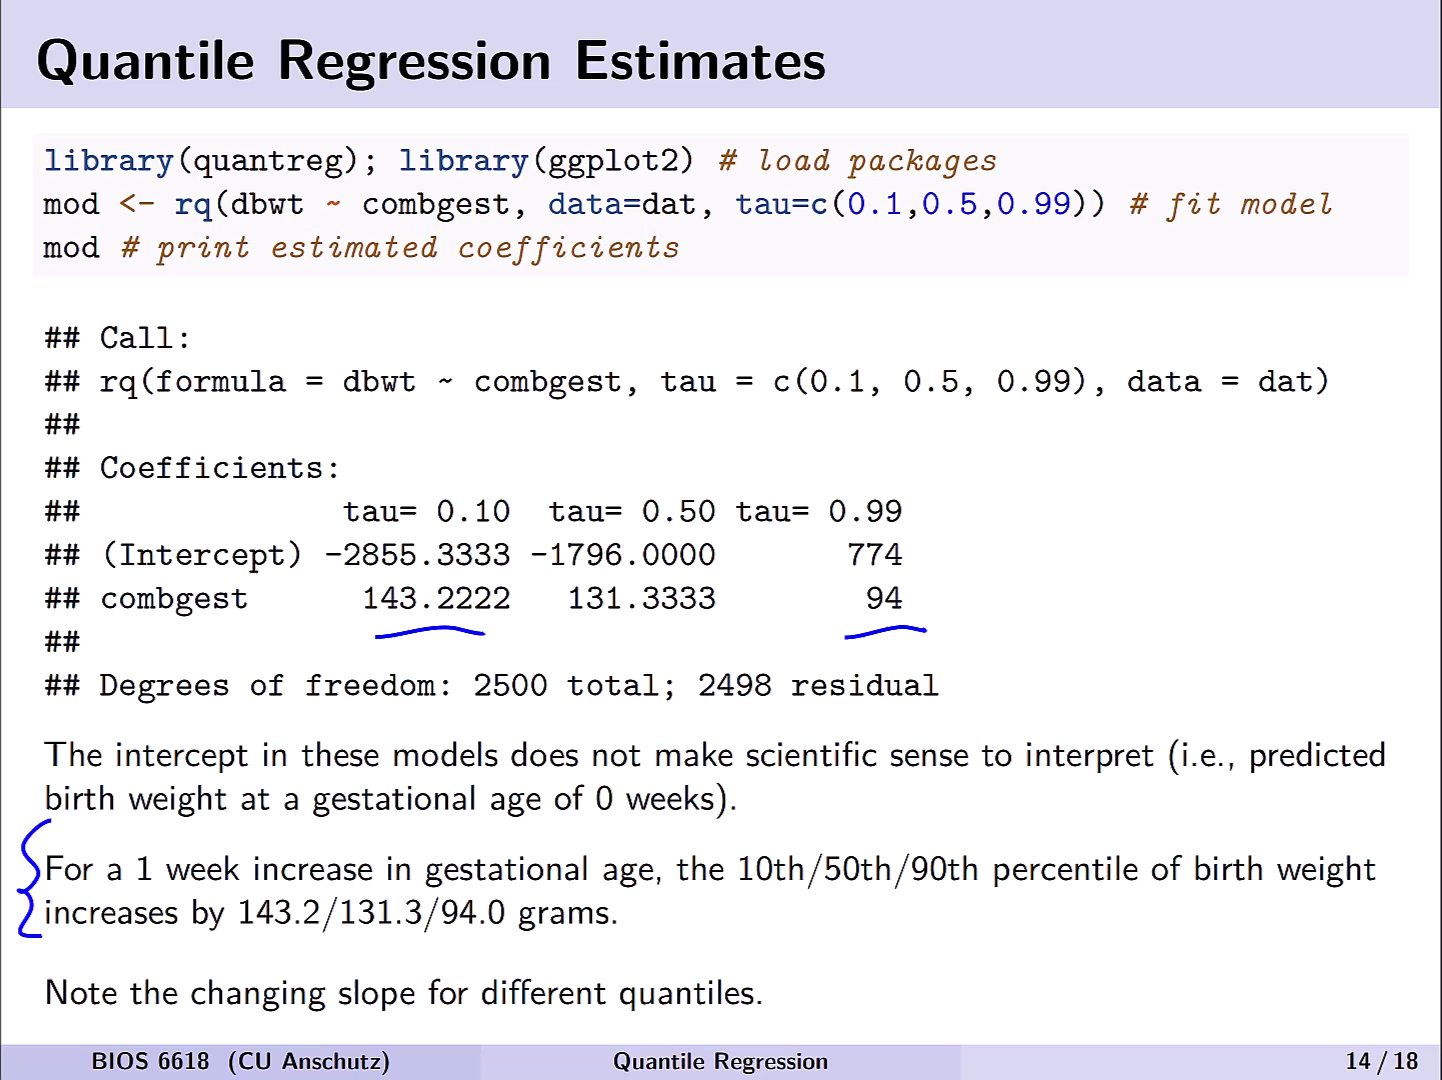 Quantile Regression Estimates
library(quantreg); library(ggplot2) # load packages
mod <- rq(dbwt ~ combgest, data=dat, tau=c(0.1,0.5,0.99)) # fit model
mod # print estimated coefficients
## Call:
## rq(formula = dbwt ~ combgest, tau = c(0.1, 0.5, 0.99), data = dat)
##
## Coefficients:
##              tau= 0.10  tau= 0.50 tau= 0.99
## (Intercept) -2855.3333 -1796.0000       774
## combgest      143.2222   131.3333        94
##
## Degrees of freedom: 2500 total; 2498 residual
The intercept in these models does not make scientific sense to interpret (i.e., predicted
birth weight at a gestational age of 0 weeks).
For a 1 week increase in gestational age, the 10th/50th/90th percentile of birth weight
increases by 143.2/131.3/94.0 grams.
Note the changing slope for different quantiles.
BIOS 6618 (CU Anschutz) Quantile Regression 14 / 18